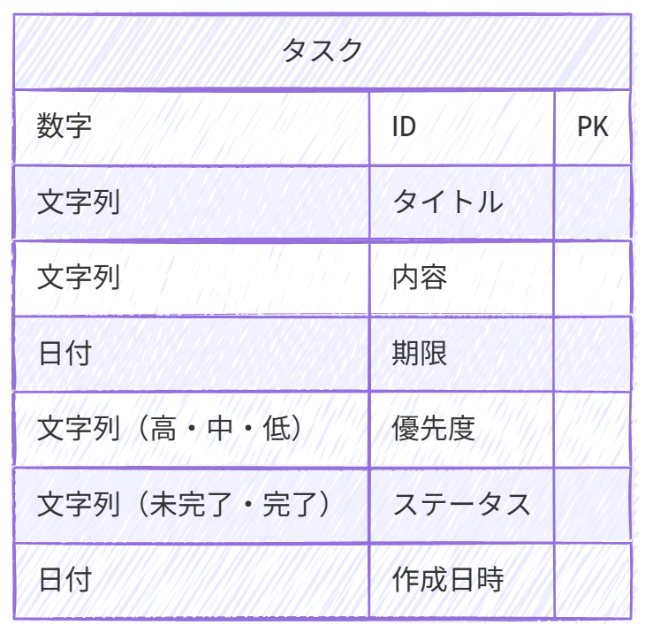 タスク
数字 ID PK
文字列 タイトル
文字列 内容
日付 期限
文字列（高・中・低） 優先度
文字列（未完了・完了） ステータス
日付 作成日時